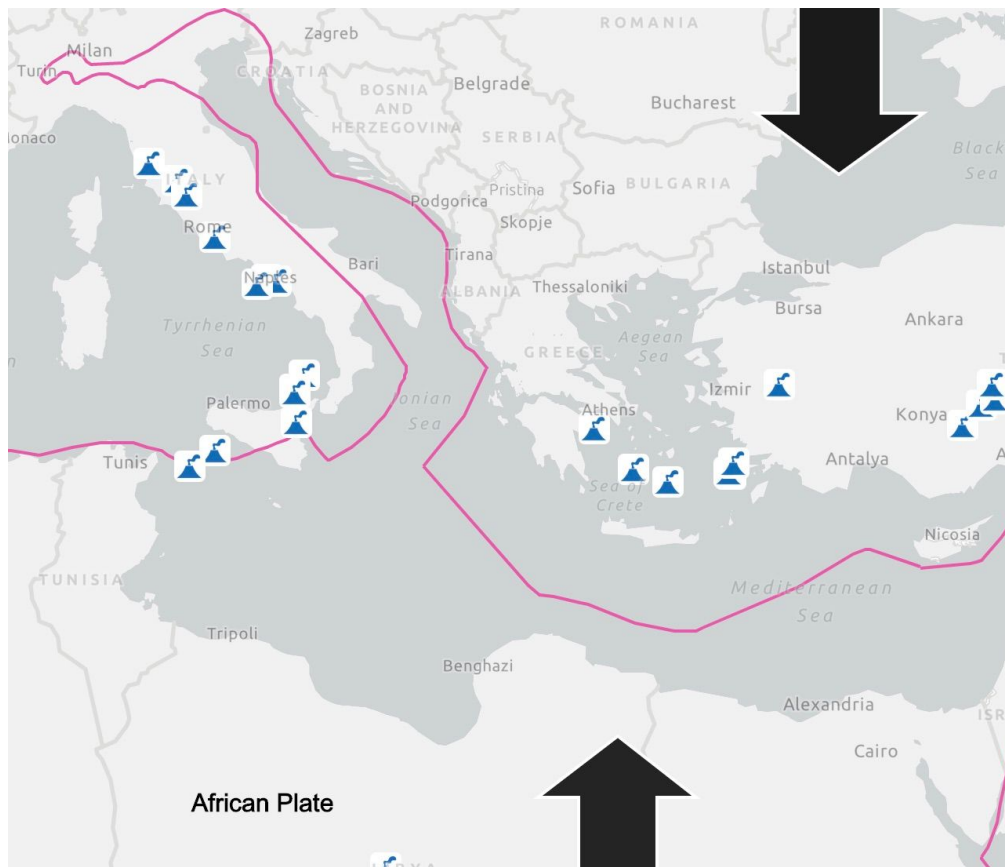 ROMANIA
Zagreb
Milan
Turin
CROATIA
Belgrade
BOSNIA
AND
HERZEGOVINA
Bucharest
SERBIA
Monaco
Black
Sea
ITALY
Pristina
Sofia
BULGARIA
Podgorica
Skopje
Rome
Tirana
Bari
Istanbul
Naples
ALBANIA
Thessaloniki
Bursa
Tyrrhenian
Sea
Aegean
Sea
Ankara
GREECE
Izmir
Palermo
Ionian
Sea
Athens
Konya
Tunis
Antalya
Sea of
Crete
Nicosia
TUNISIA
Mediterranean
Sea
Tripoli
Benghazi
Alexandria
ISR
Cairo
African Plate